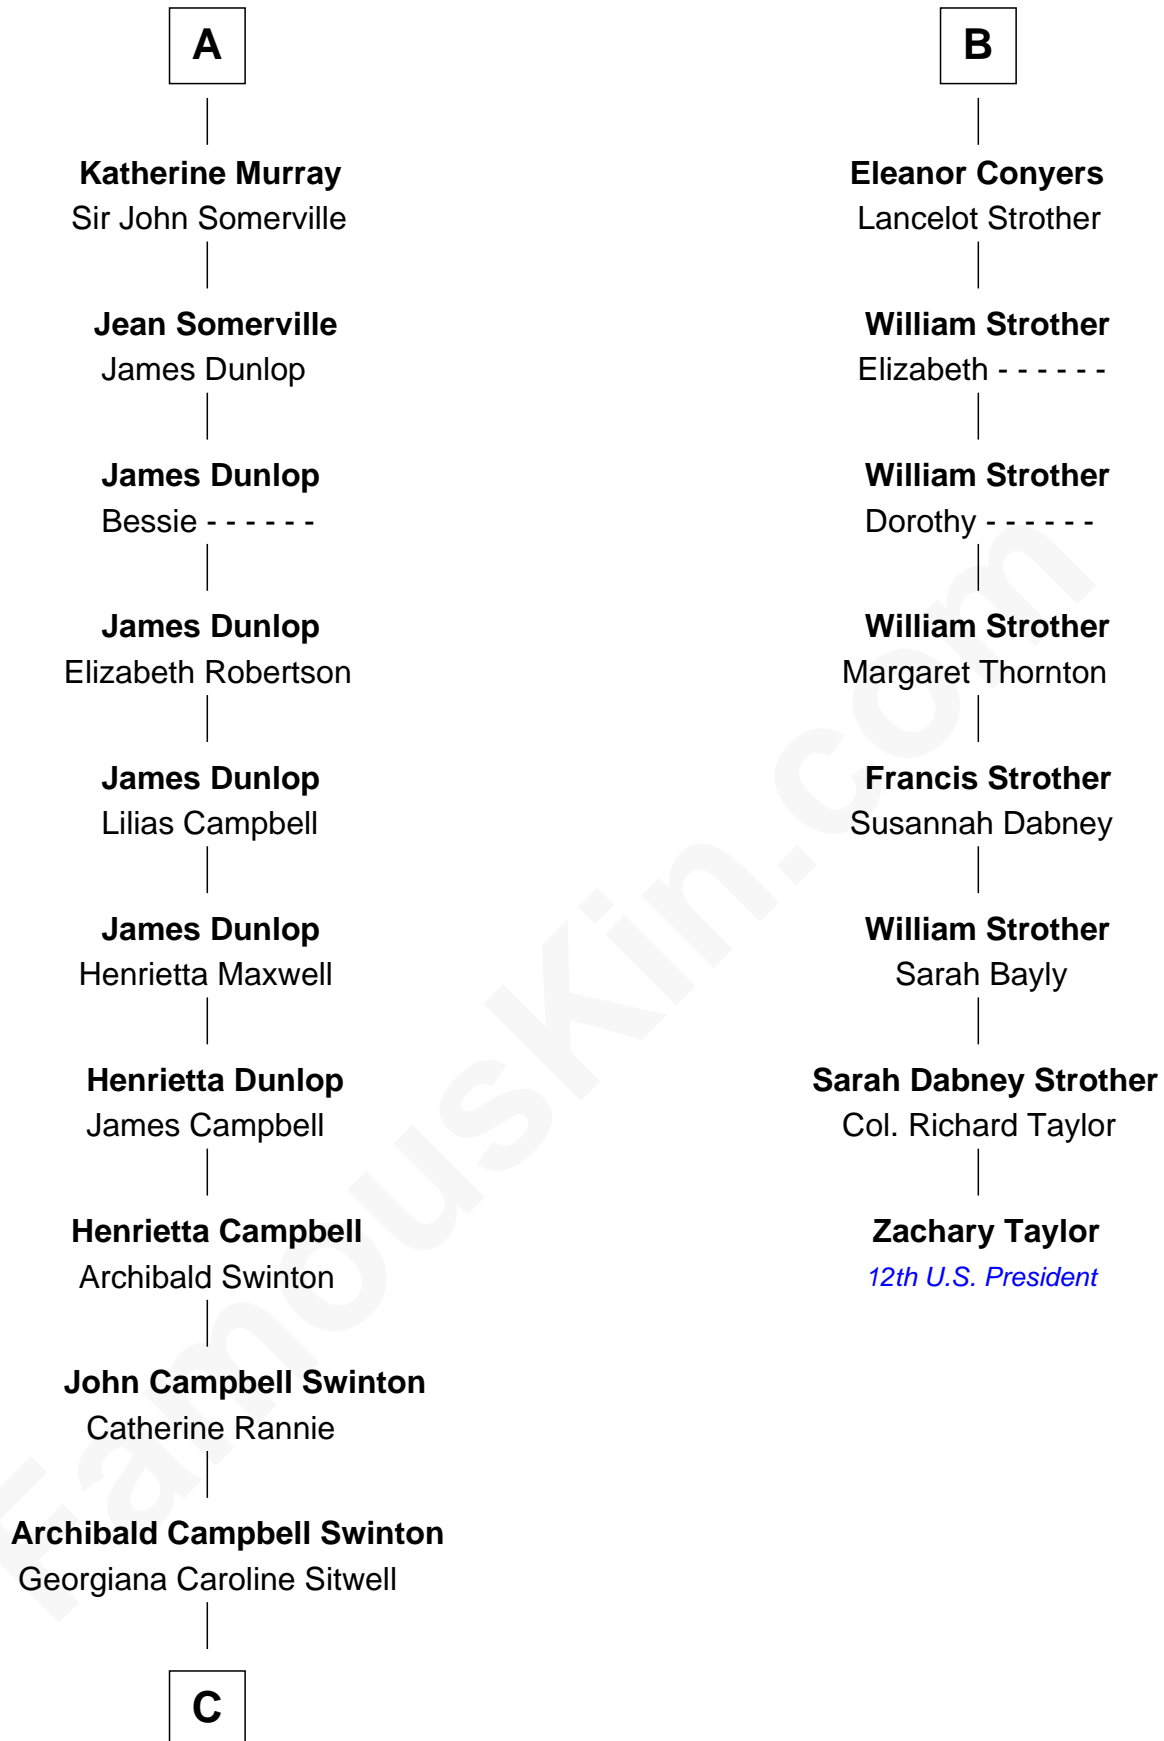 A
Katherine Murray
Sir John Somerville
Jean Somerville
James Dunlop
James Dunlop
Bessie - - - - - -
James Dunlop
Elizabeth Robertson
James Dunlop
Lilias Campbell
James Dunlop
Henrietta Maxwell
Henrietta Dunlop
James Campbell
Henrietta Campbell
Archibald Swinton
John Campbell Swinton
Catherine Rannie
Archibald Campbell Swinton
Georgiana Caroline Sitwell
C
B
Eleanor Conyers
Lancelot Strother
William Strother
Elizabeth - - - - - -
William Strother
Dorothy - - - - - -
William Strother
Margaret Thornton
Francis Strother
Susannah Dabney
William Strother
Sarah Bayly
Sarah Dabney Strother
Col. Richard Taylor
Zachary Taylor
12th U.S. President
FamousKin.com